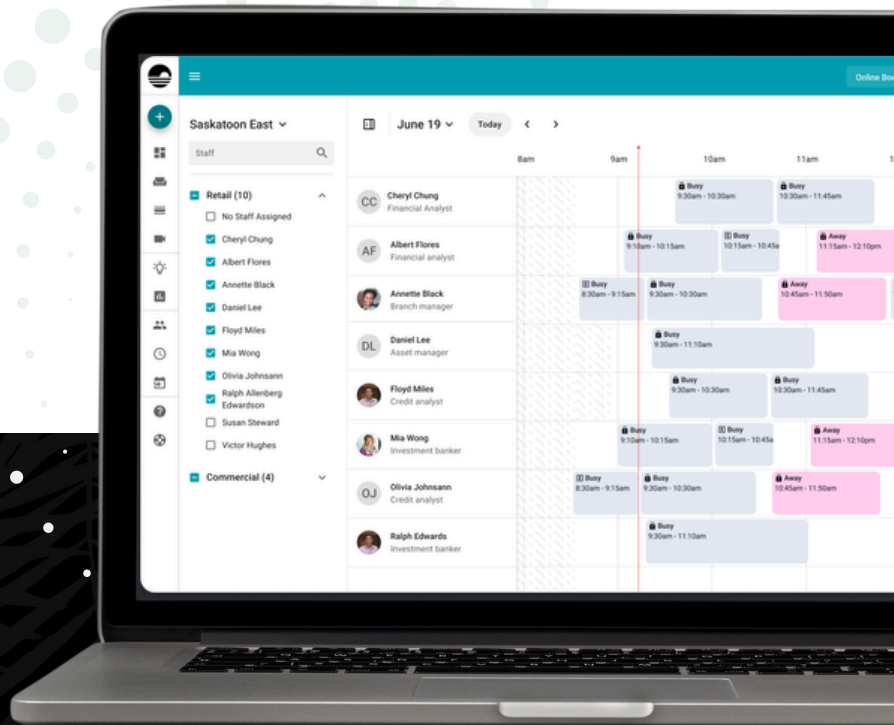 Online Boo
Saskatoon East
June 19
Today
Staff
8am
9am
10am
11am
1
Retail (10)
No Staff Assigned
Cheryl Chung
Albert Flores
Annette Black
Daniel Lee
Floyd Miles
Mia Wong
Olivia Johnsann
Ralph Allenberg
Edwardson
Susan Steward
Victor Hughes
Commercial (4)
CC
Cheryl Chung
Financial Analyst
Busy
9:30am - 10:30am
Busy
10:30am - 11:45am
AF
Albert Flores
Financial analyst
Busy
9:10am - 10:15am
Busy
10:15am - 10:45a
Away
11:15am - 12:10pm
Annette Black
Branch manager
Busy
8:30am - 9:15am
Busy
9:30am - 10:30am
Away
10:45am - 11:50am
DL
Daniel Lee
Asset manager
Busy
9:30am - 11:10am
Floyd Miles
Credit analyst
Busy
9:30am - 10:30am
Busy
10:30am - 11:45am
Mia Wong
Investment banker
Busy
9:10am - 10:15am
Busy
10:15am - 10:45a
Away
11:15am - 12:10pm
OJ
Olivia Johnsann
Credit analyst
Busy
8:30am - 9:15am
Busy
9:30am - 10:30am
Away
10:45am - 11:50am
Ralph Edwards
Investment banker
Busy
9:30am - 11:10am